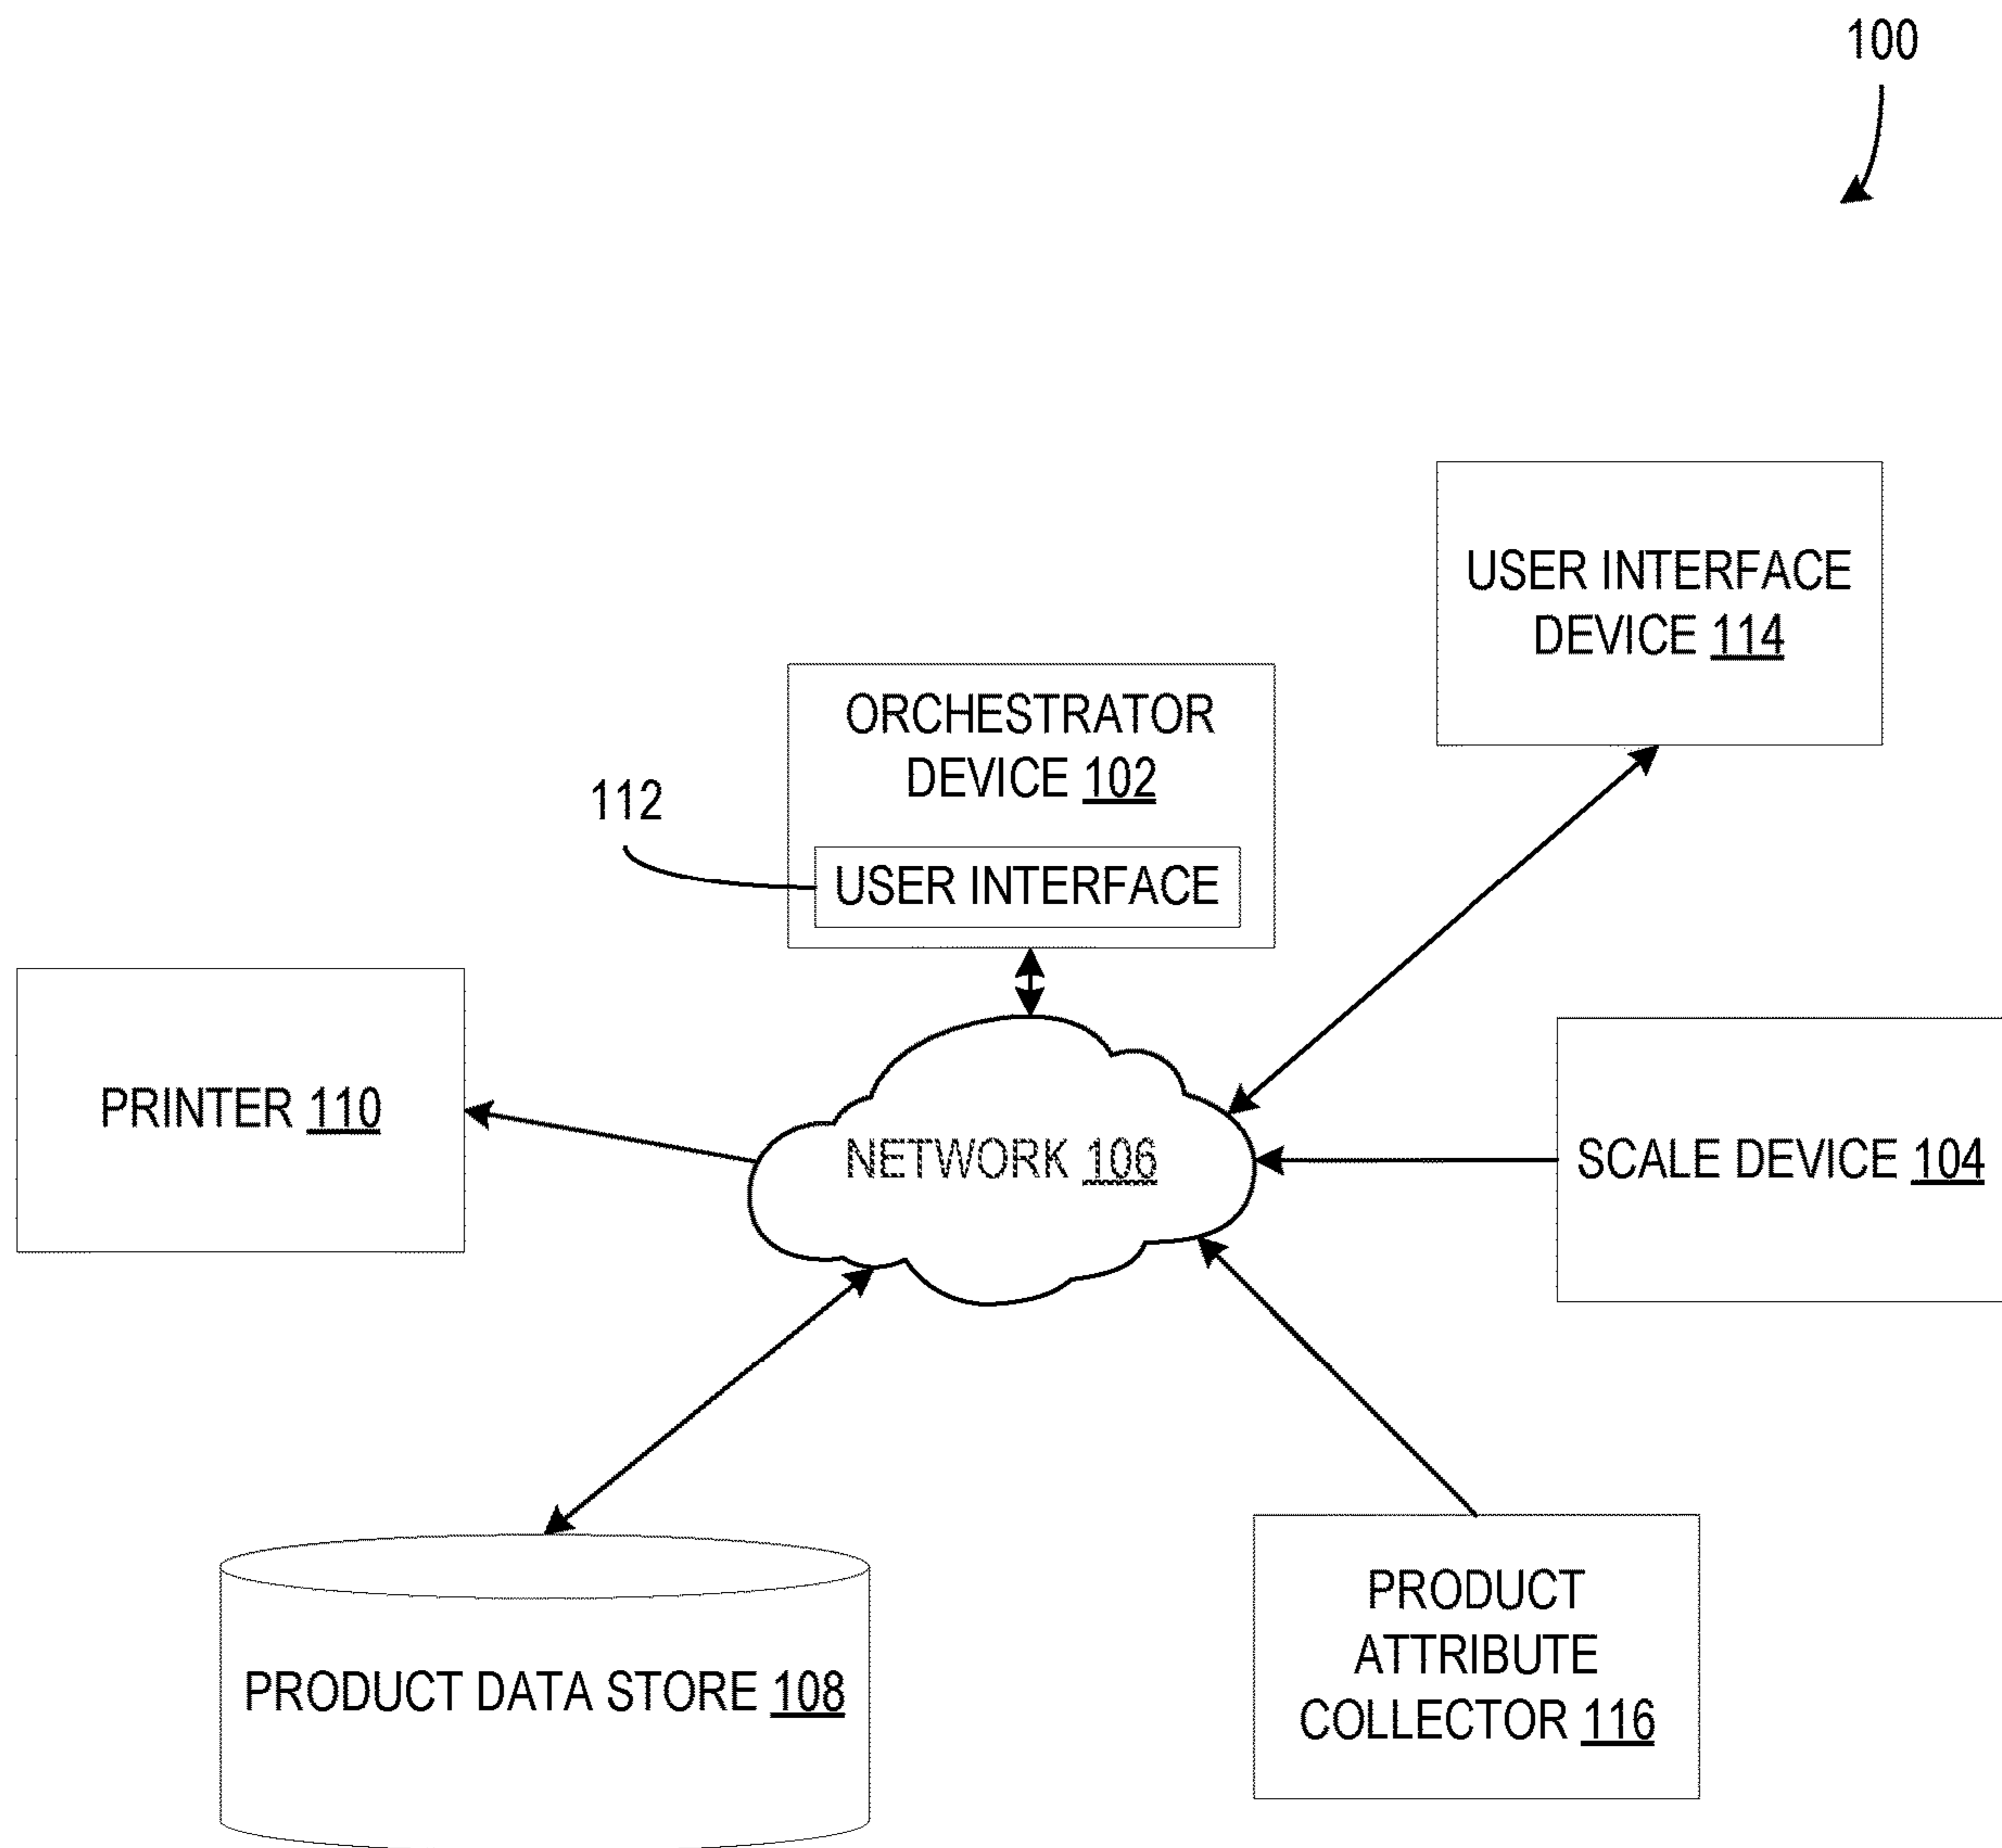 100
USER INTERFACE
DEVICE 114
ORCHESTRATOR
DEVICE 102
112
USER INTERFACE
PRINTER 110
NETWORK 106
SCALE DEVICE 104
PRODUCT DATA STORE 108
PRODUCT
ATTRIBUTE
COLLECTOR 116